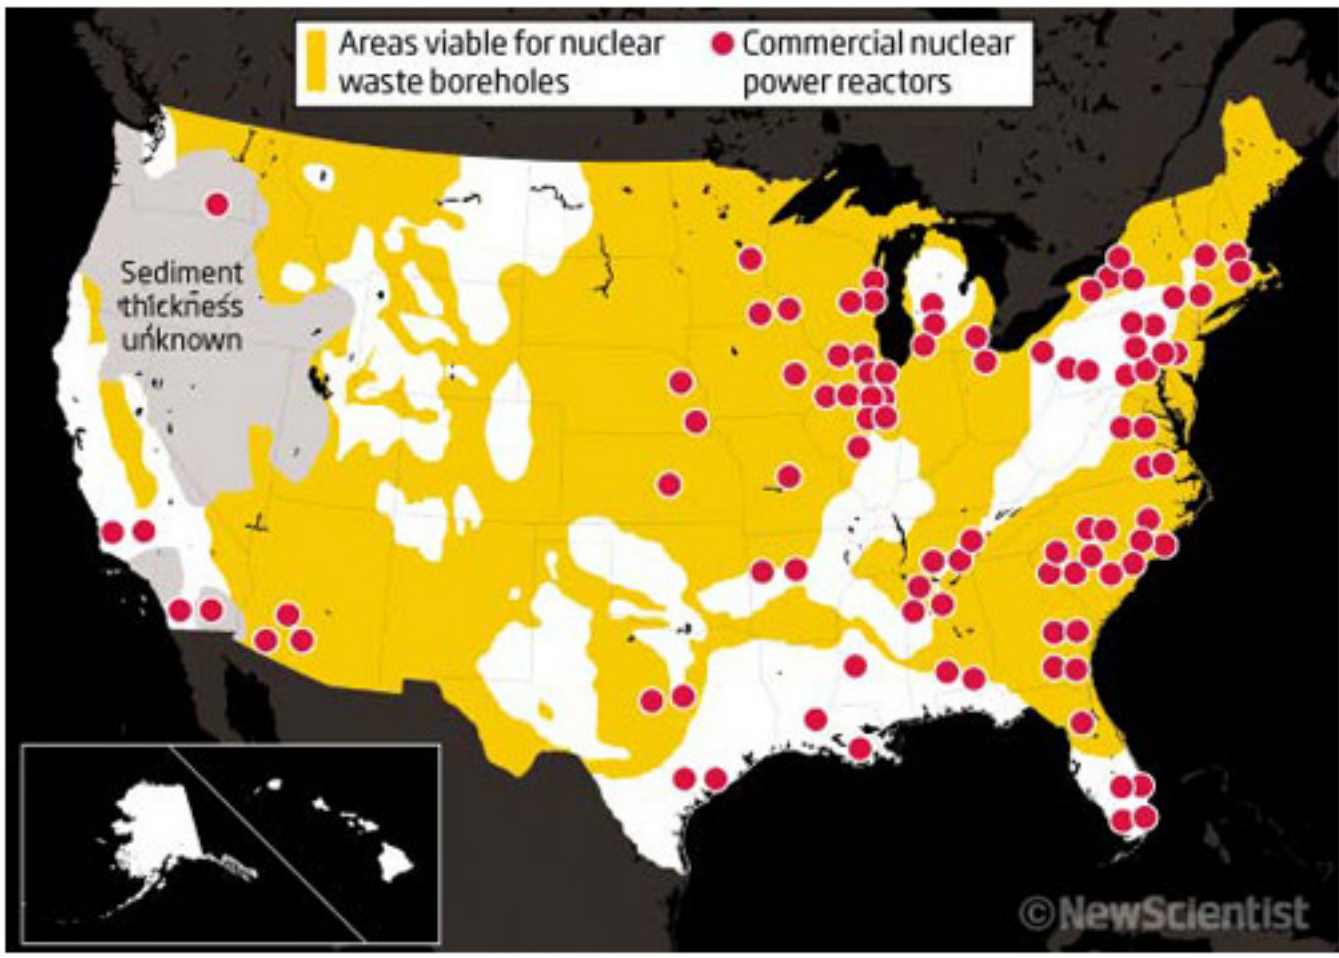 Areas viable for nuclear
waste boreholes
Commercial nuclear
power reactors
Sediment
thickness
unknown
©NewScientist